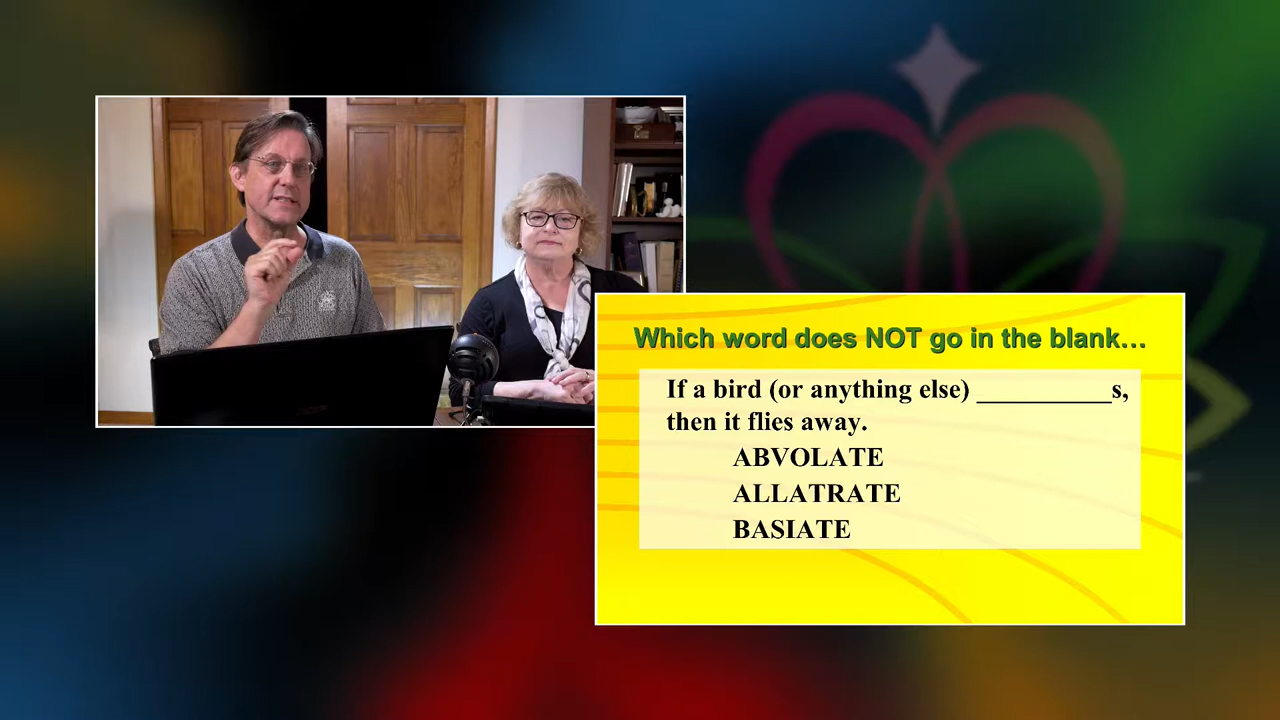 Which word does NOT go in the blank…
If a bird (or anything else) __________s,
then it flies away.
ABVOLATE
ALLATRATE
BASIATE